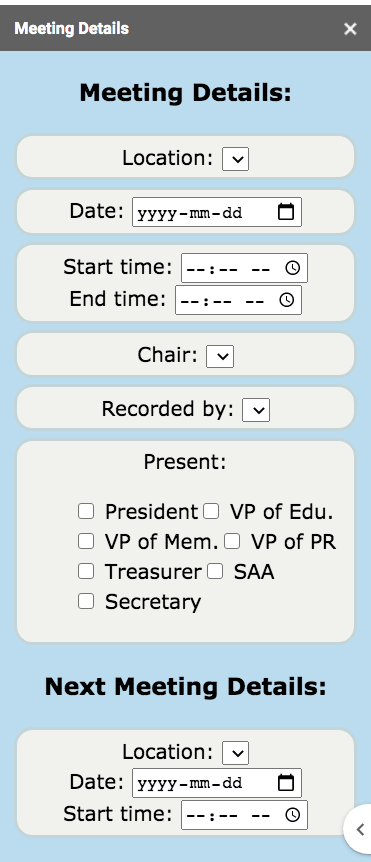 Meeting Details
Meeting Details:
Location:
Date: yyyy-mm-dd
Start time: --:-- --
End time: --:-- --
Chair:
Recorded by:
Present:
President VP of Edu.
VP of Mem. VP of PR
Treasurer SAA
Secretary
Next Meeting Details:
Location:
Date: yyyy-mm-dd
Start time: --:-- --